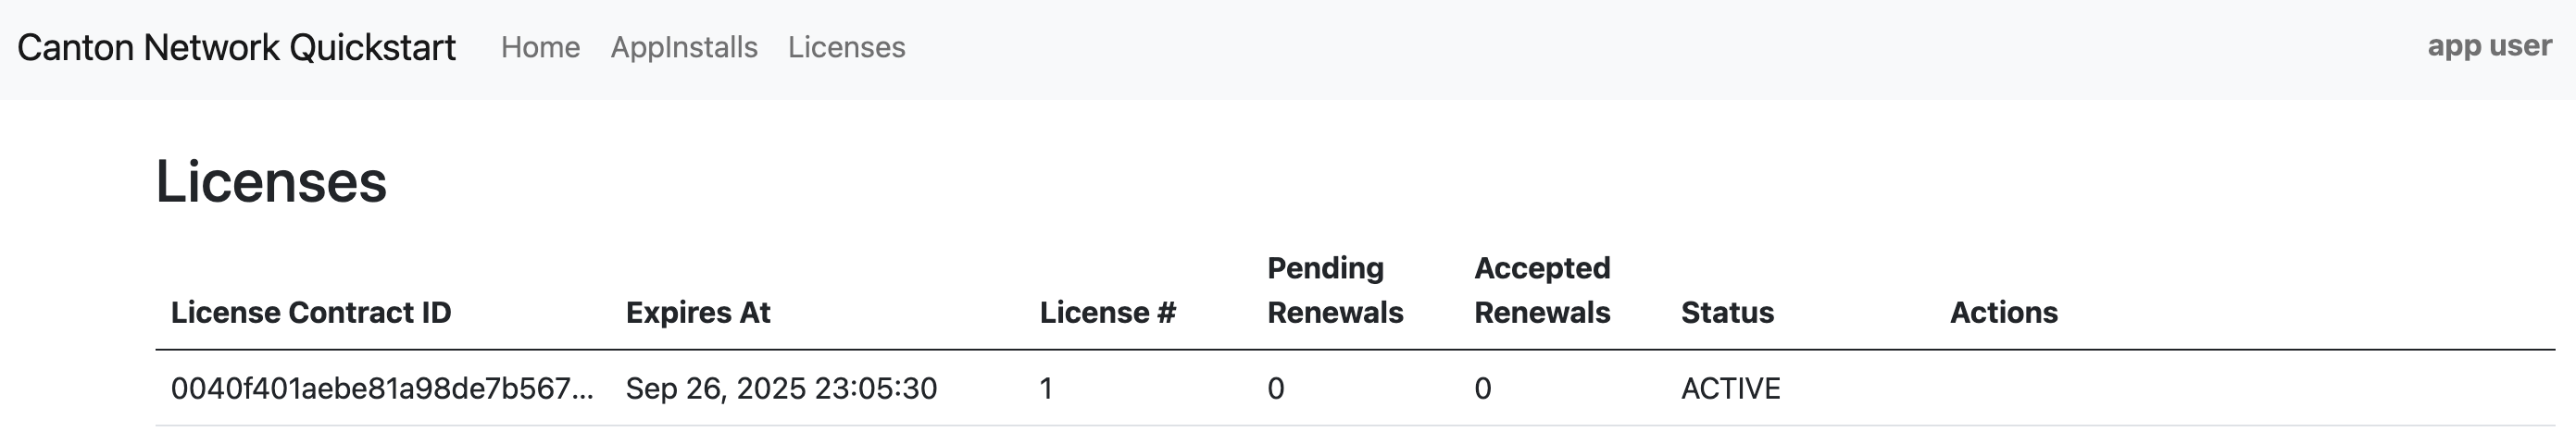 Canton Network Quickstart Home AppInstalls Licenses app user
Licenses
License Contract ID Expires At License # Pending Renewals Accepted Renewals Status Actions
0040f401aebe81a98de7b567... Sep 26, 2025 23:05:30 1 0 0 ACTIVE